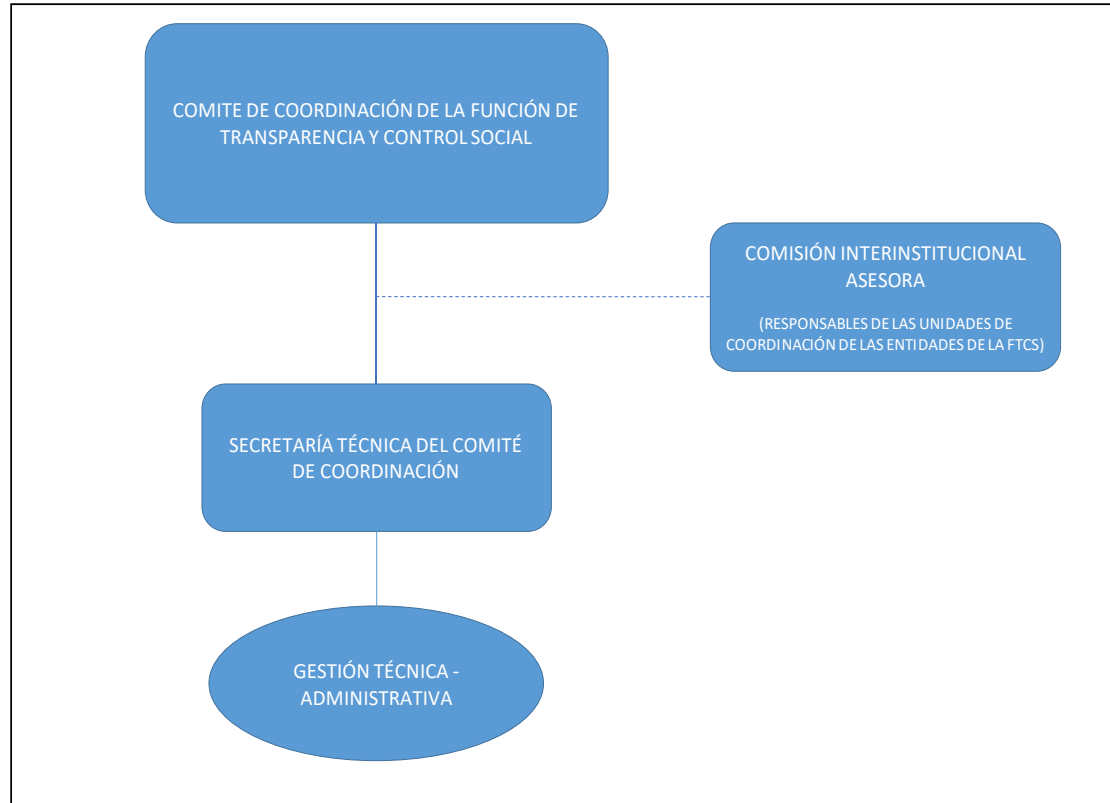 COMITE DE COORDINACIÓN DE LA FUNCIÓN DE
TRANSPARENCIA Y CONTROL SOCIAL
COMISIÓN INTERINSTITUCIONAL
ASESORA
(RESPONSABLES DE LAS UNIDADES DE
COORDINACIÓN DE LAS ENTIDADES DE LA FTCS)
SECRETARÍA TÉCNICA DEL COMITÉ
DE COORDINACIÓN
GESTIÓN TÉCNICA -
ADMINISTRATIVA